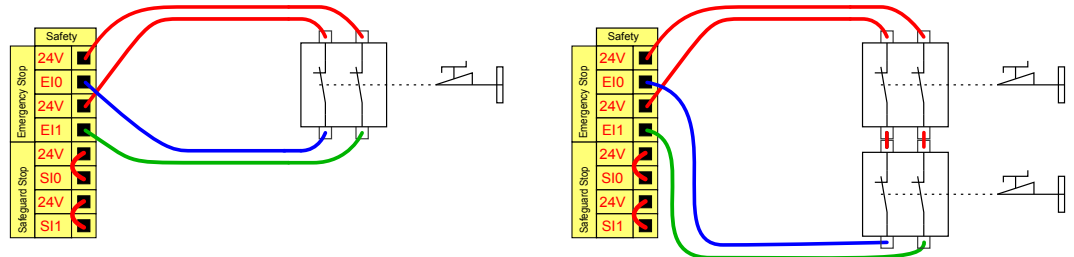 Safety
Emergency Stop
24V
EI0
24V
EI1
Safeguard Stop
24V
SI0
24V
SI1
Safety
Emergency Stop
24V
EI0
24V
EI1
Safeguard Stop
24V
SI0
24V
SI1